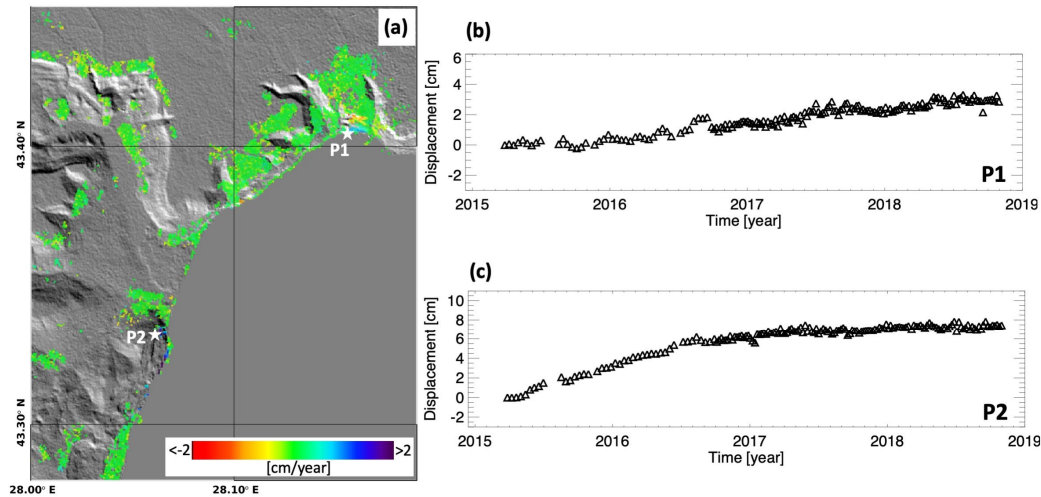 (a)
43.40° N
43.30° N
P1
P2
<-2
>2
[cm/year]
28.00° E
28.10° E
(b)
Displacement [cm]
6
4
2
0
-2
2015
2016
2017
2018
2019
Time [year]
P1
(c)
Displacement [cm]
10
8
6
4
2
0
-2
2015
2016
2017
2018
2019
Time [year]
P2